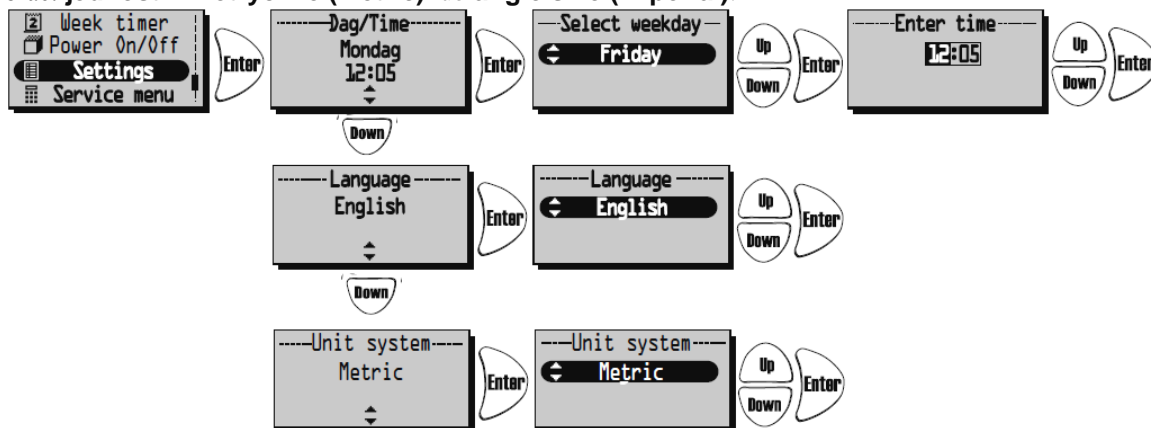 (Metric) (Imperial).
Week timer
Power On/Off
Settings
Service menu
Enter
Dag/Time
Mondag
12:05
Enter
Down
Select weekday
Friday
Up
Down
Enter
Enter time
12:05
Up
Down
Enter
Language
English
Enter
Down
Language
English
Up
Down
Enter
Unit system
Metric
Enter
Unit system
Metric
Up
Down
Enter